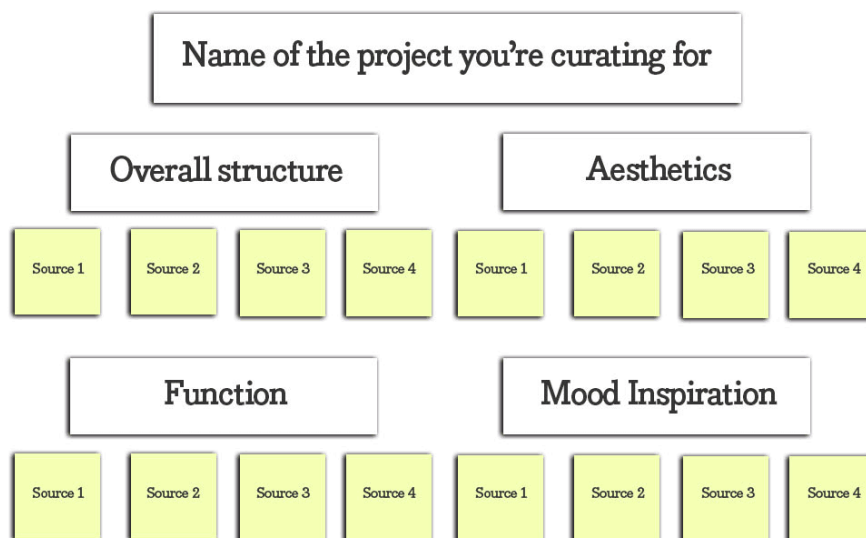 Name of the project you're curating for
Overall structure
Source 1
Source 2
Source 3
Source 4
Aesthetics
Source 1
Source 2
Source 3
Source 4
Function
Source 1
Source 2
Source 3
Source 4
Mood Inspiration
Source 1
Source 2
Source 3
Source 4